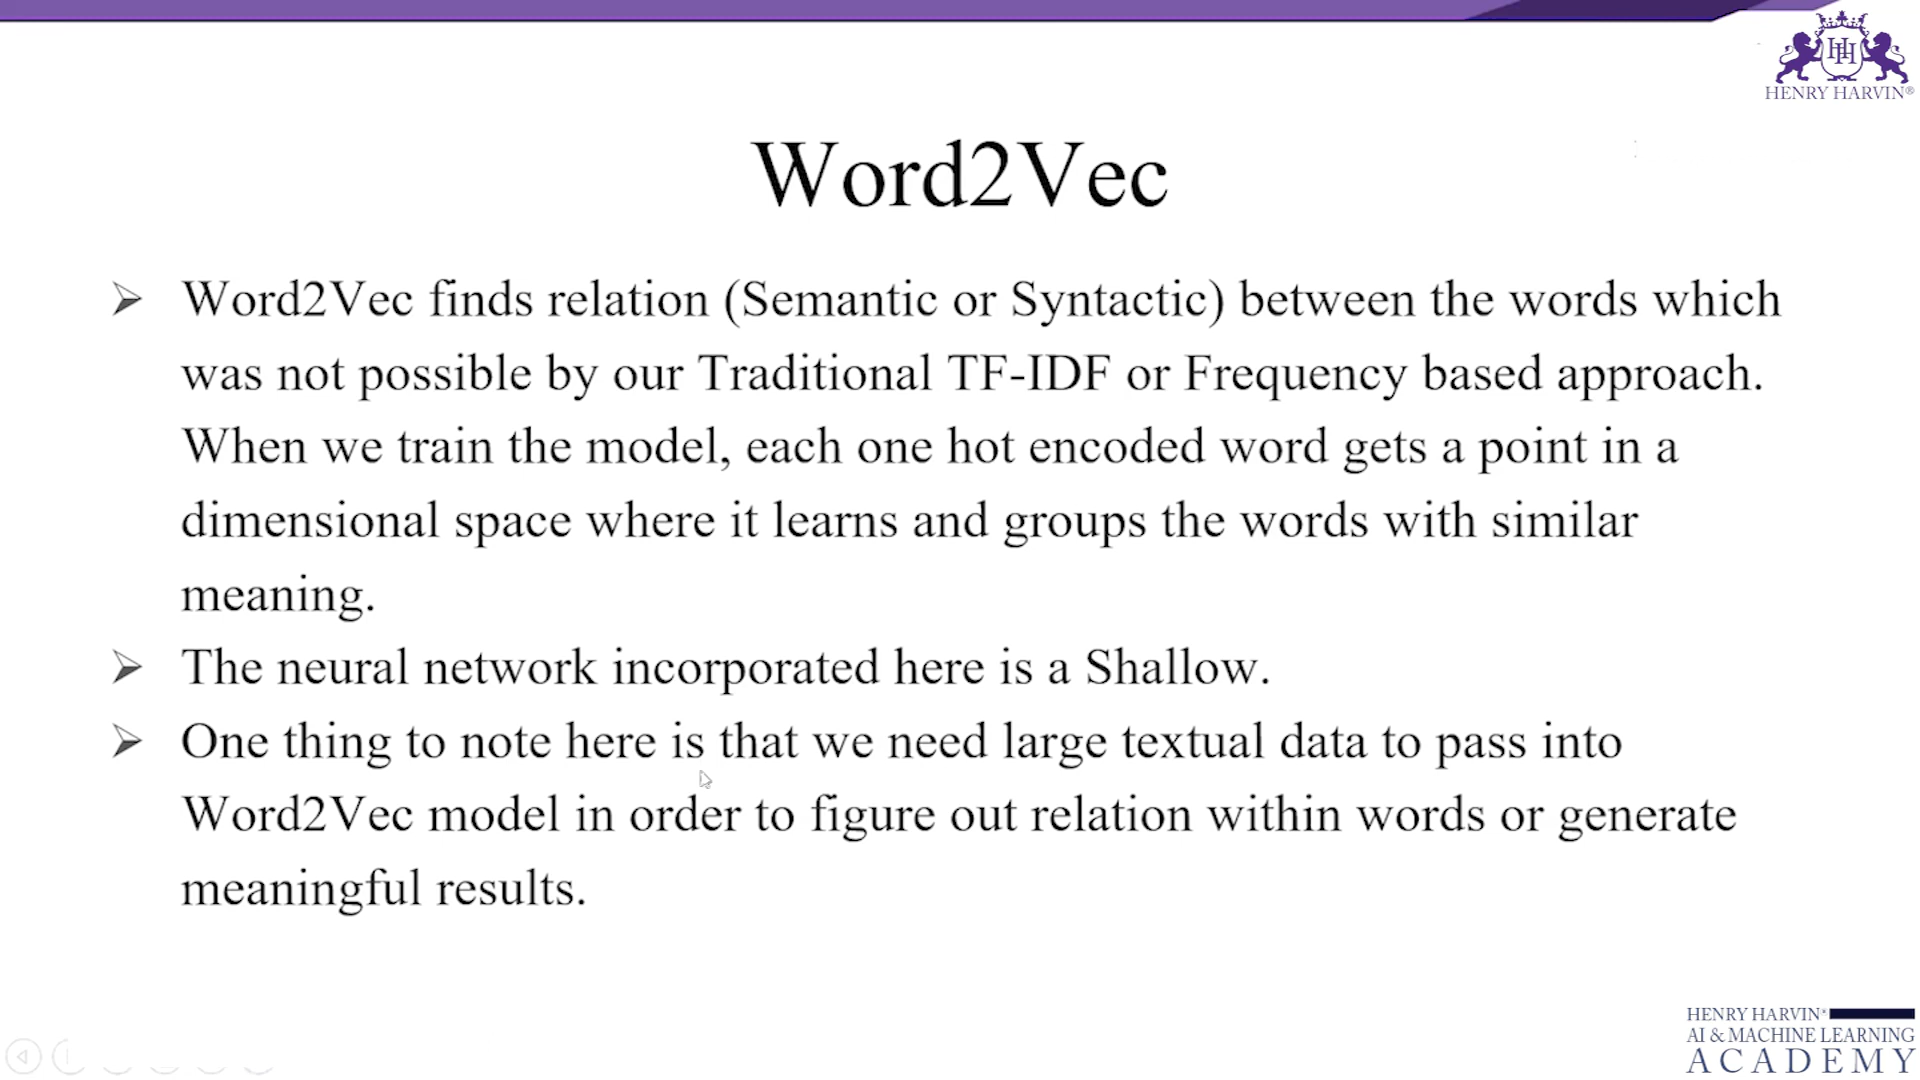 HENRY HARVIN®
Word2Vec
➢ Word2Vec finds relation (Semantic or Syntactic) between the words which
was not possible by our Traditional TF-IDF or Frequency based approach.
When we train the model, each one hot encoded word gets a point in a
dimensional space where it learns and groups the words with similar
meaning.
➢ The neural network incorporated here is a Shallow.
➢ One thing to note here is that we need large textual data to pass into
Word2Vec model in order to figure out relation within words or generate
meaningful results.
HENRY HARVIN®
AI & MACHINE LEARNING
ACADEMY